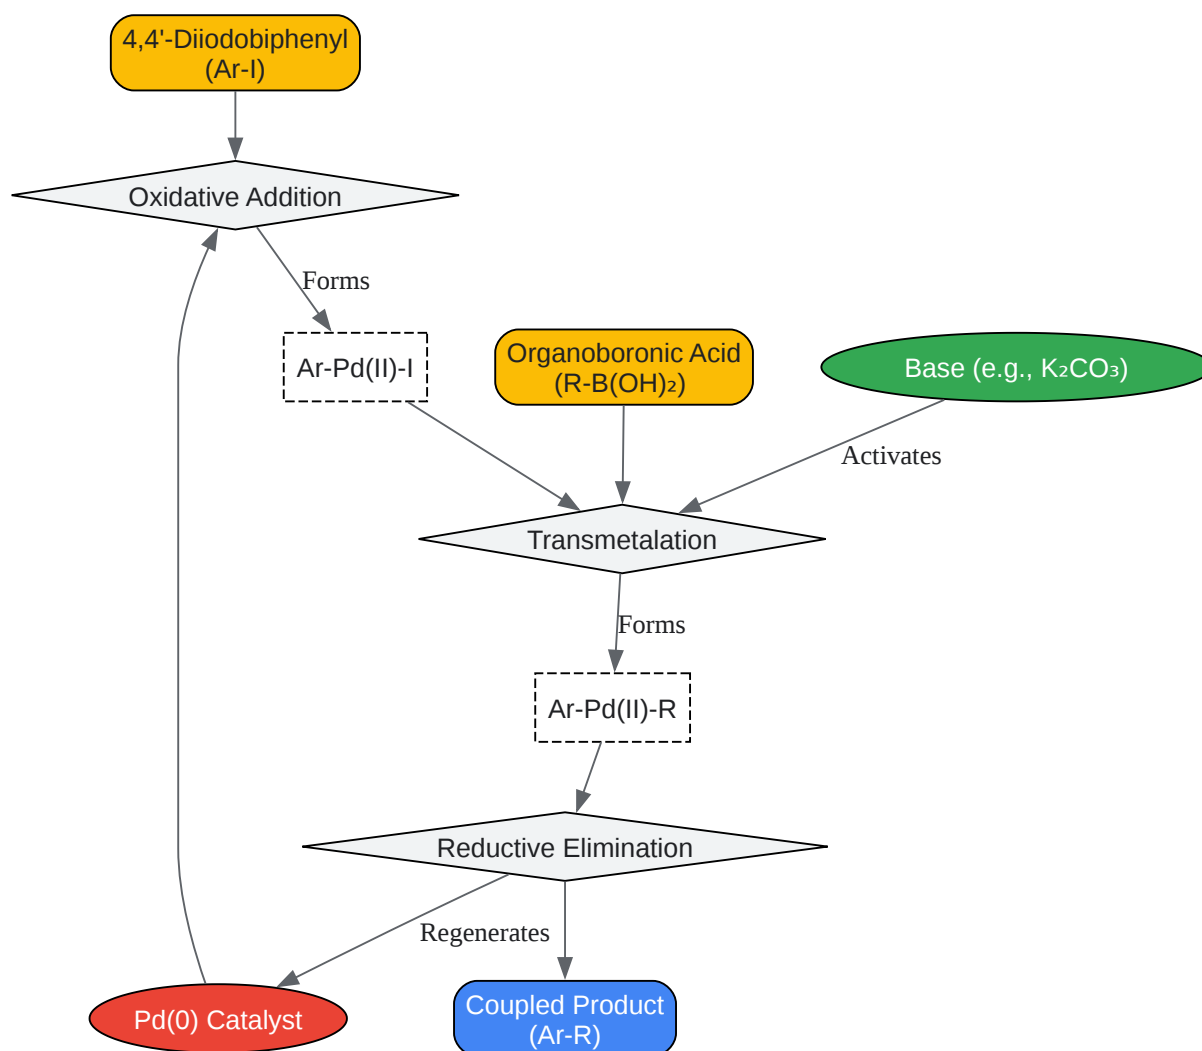 4,4'-Diiodobiphenyl
(Ar-I)
Oxidative Addition
Forms
Ar-Pd(II)-I
Organoboronic Acid
(R-B(OH)₂)
Base (e.g., K₂CO₃)
Activates
Transmetalation
Forms
Ar-Pd(II)-R
Reductive Elimination
Regenerates
Pd(0) Catalyst
Coupled Product
(Ar-R)